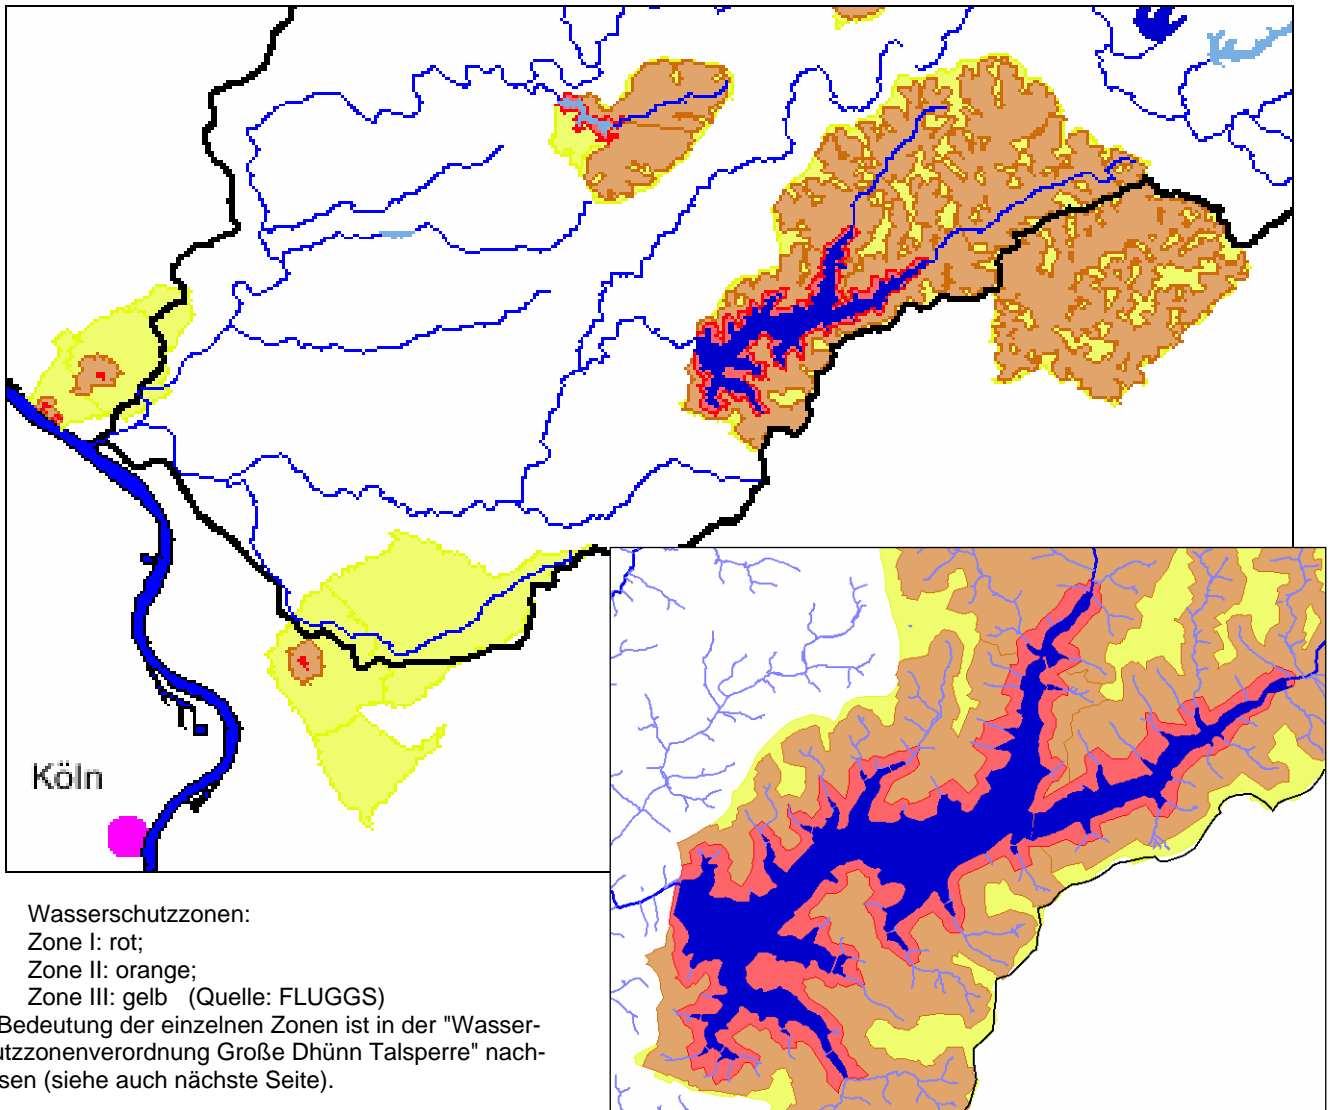 Köln
Wasserschutzzonen:
Zone I: rot;
Zone II: orange;
Zone III: gelb (Quelle: FLUGGS)
Bedeutung der einzelnen Zonen ist in der "Wasser-
utzzonenverordnung Große Dhünn Talsperre" nach-
sen (siehe auch nächste Seite).